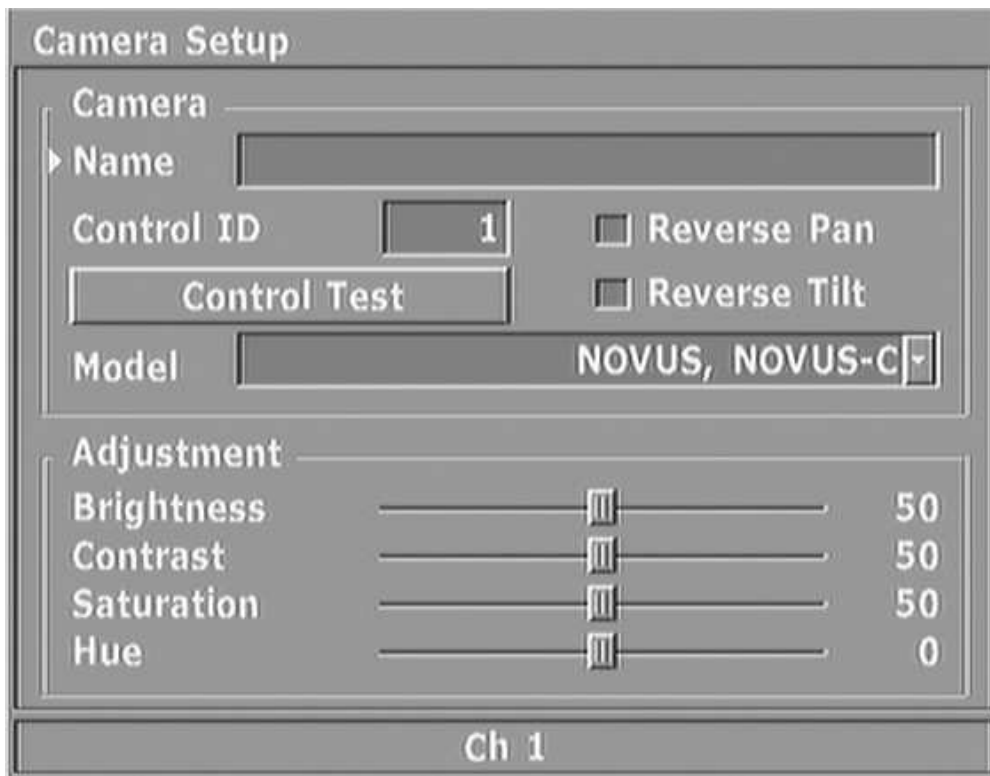 Camera Setup
Camera
Name
Control ID 1 Reverse Pan
Control Test Reverse Tilt
Model NOVUS, NOVUS-C
Adjustment
Brightness 50
Contrast 50
Saturation 50
Hue 0
Ch 1